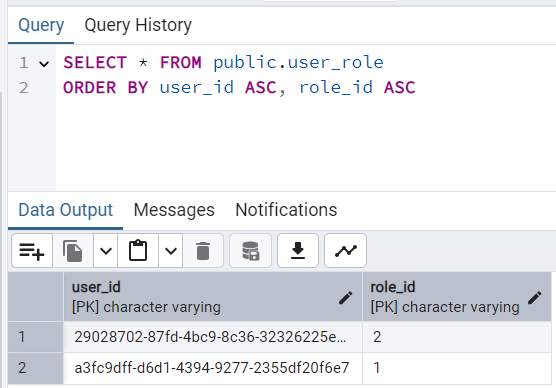 Query Query History
1 SELECT * FROM public.user_role
2 ORDER BY user_id ASC, role_id ASC
Data Output Messages Notifications
user_id role_id
[PK] character varying [PK] character varying
1 29028702-87fd-4bc9-8c36-32326225e... 2
2 a3fc9dff-d6d1-4394-9277-2355df20f6e7 1